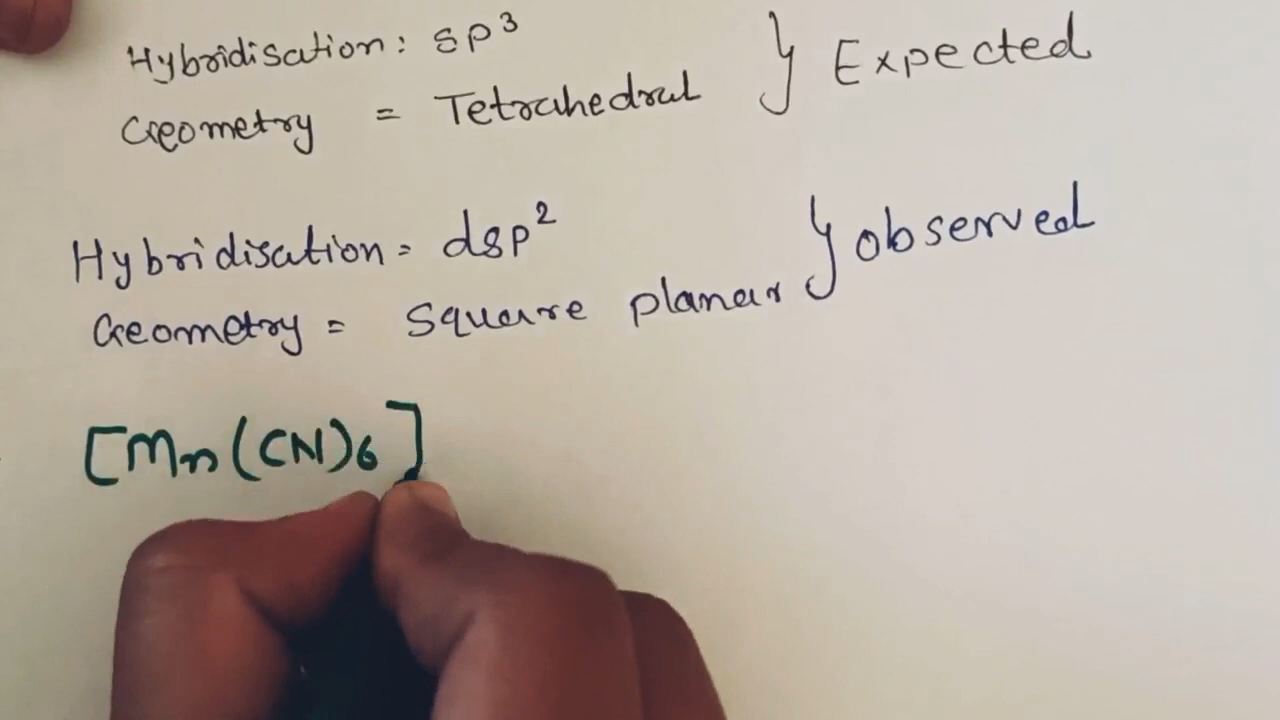 Hybridisation: sp³
Geometry = Tetrahedral } Expected
Hybridisation = dsp²
Geometry = Square planar } observed
[Mn(CN)6]